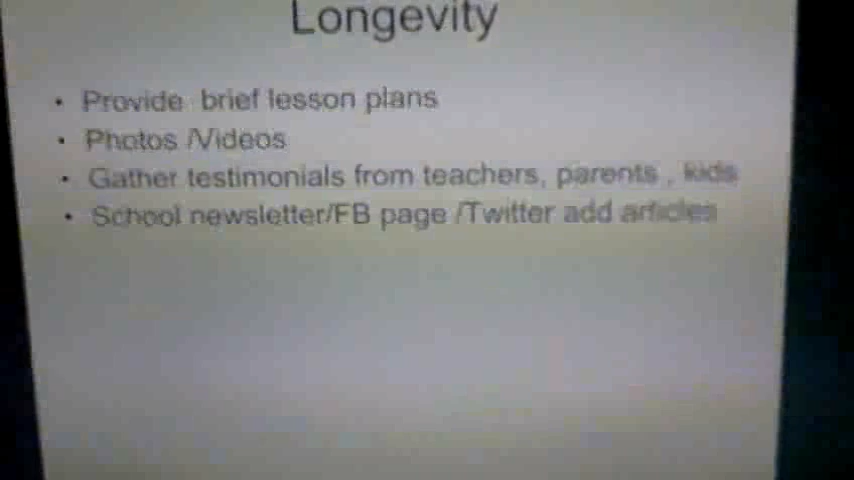 Longevity
• Provide brief lesson plans
• Photos /Videos
• Gather testimonials from teachers, parents , kids
• School newsletter/FB page /Twitter add articles